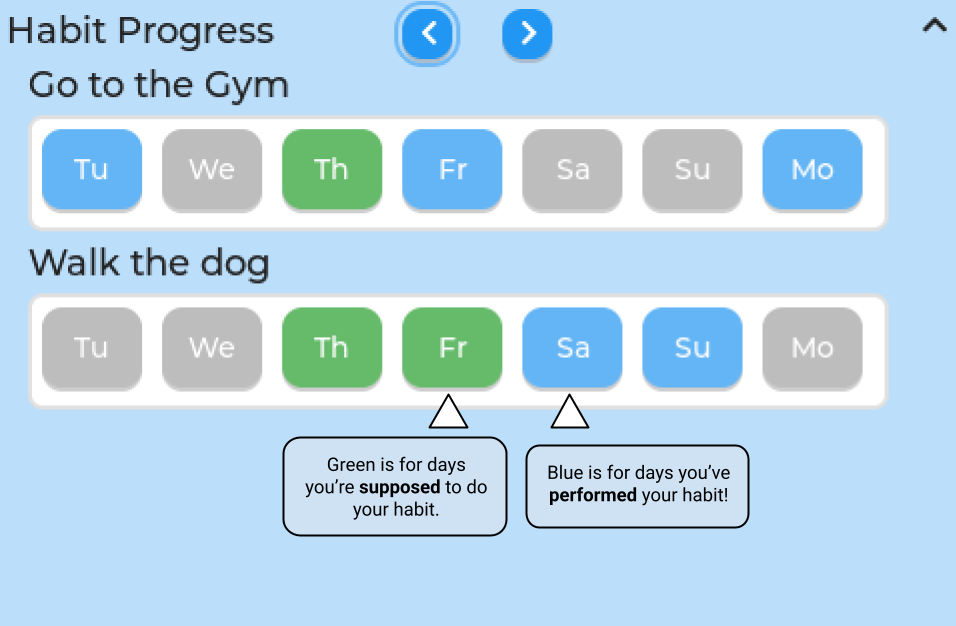 Habit Progress
Go to the Gym
Tu We Th Fr Sa Su Mo
Walk the dog
Tu We Th Fr Sa Su Mo
Green is for days
you're supposed to do
your habit.
Blue is for days you've
performed your habit!